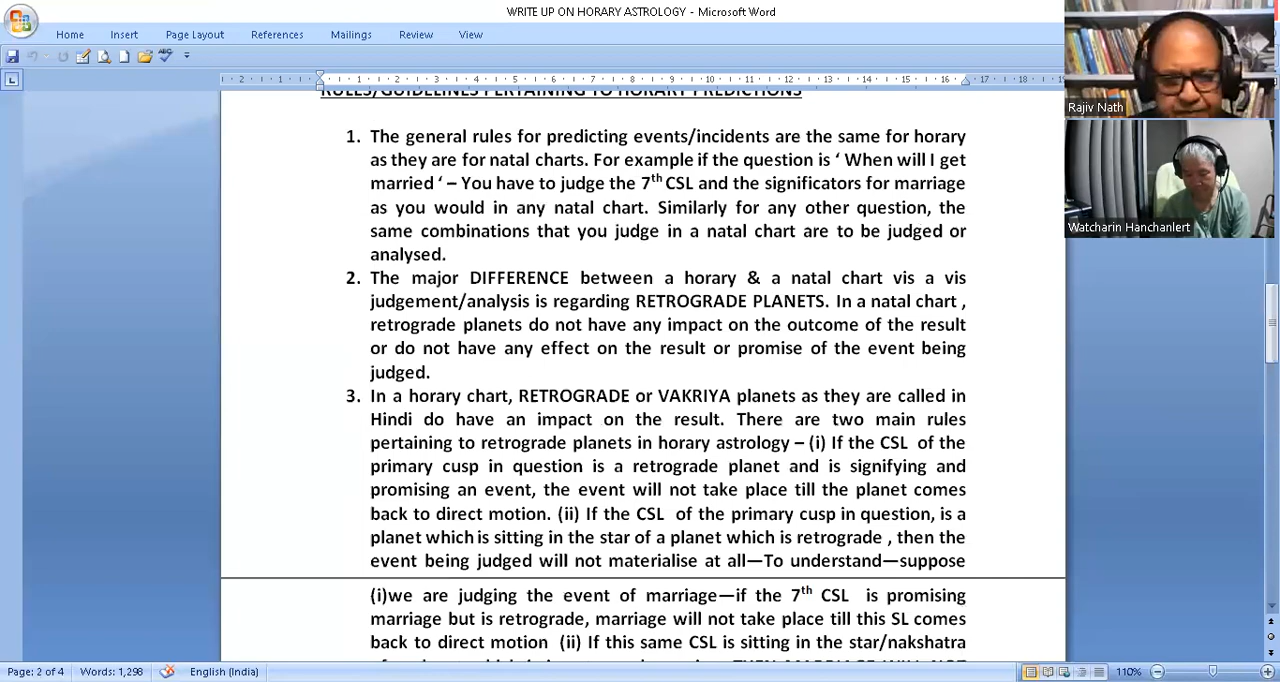 WRITE UP ON HORARY ASTROLOGY - Microsoft Word
Home Insert Page Layout References Mailings Review View
RULES/GUIDELINES PERTAINING TO HORARY PREDICTIONS
1. The general rules for predicting events/incidents are the same for horary
as they are for natal charts. For example if the question is ‘ When will I get
married ‘ – You have to judge the 7th CSL and the significators for marriage
as you would in any natal chart. Similarly for any other question, the
same combinations that you judge in a natal chart are to be judged or
analysed.
2. The major DIFFERENCE between a horary & a natal chart vis a vis
judgement/analysis is regarding RETROGRADE PLANETS. In a natal chart ,
retrograde planets do not have any impact on the outcome of the result
or do not have any effect on the result or promise of the event being
judged.
3. In a horary chart, RETROGRADE or VAKRIYA planets as they are called in
Hindi do have an impact on the result. There are two main rules
pertaining to retrograde planets in horary astrology – (i) If the CSL of the
primary cusp in question is a retrograde planet and is signifying and
promising an event, the event will not take place till the planet comes
back to direct motion. (ii) If the CSL of the primary cusp in question, is a
planet which is sitting in the star of a planet which is retrograde , then the
event being judged will not materialise at all—To understand—suppose
(i)we are judging the event of marriage—if the 7th CSL is promising
marriage but is retrograde, marriage will not take place till this SL comes
back to direct motion (ii) If this same CSL is sitting in the star/nakshatra
Rajiv Nath
Watcharin Hanchanlert
Page: 2 of 4 Words: 1,298 English (India) 110%